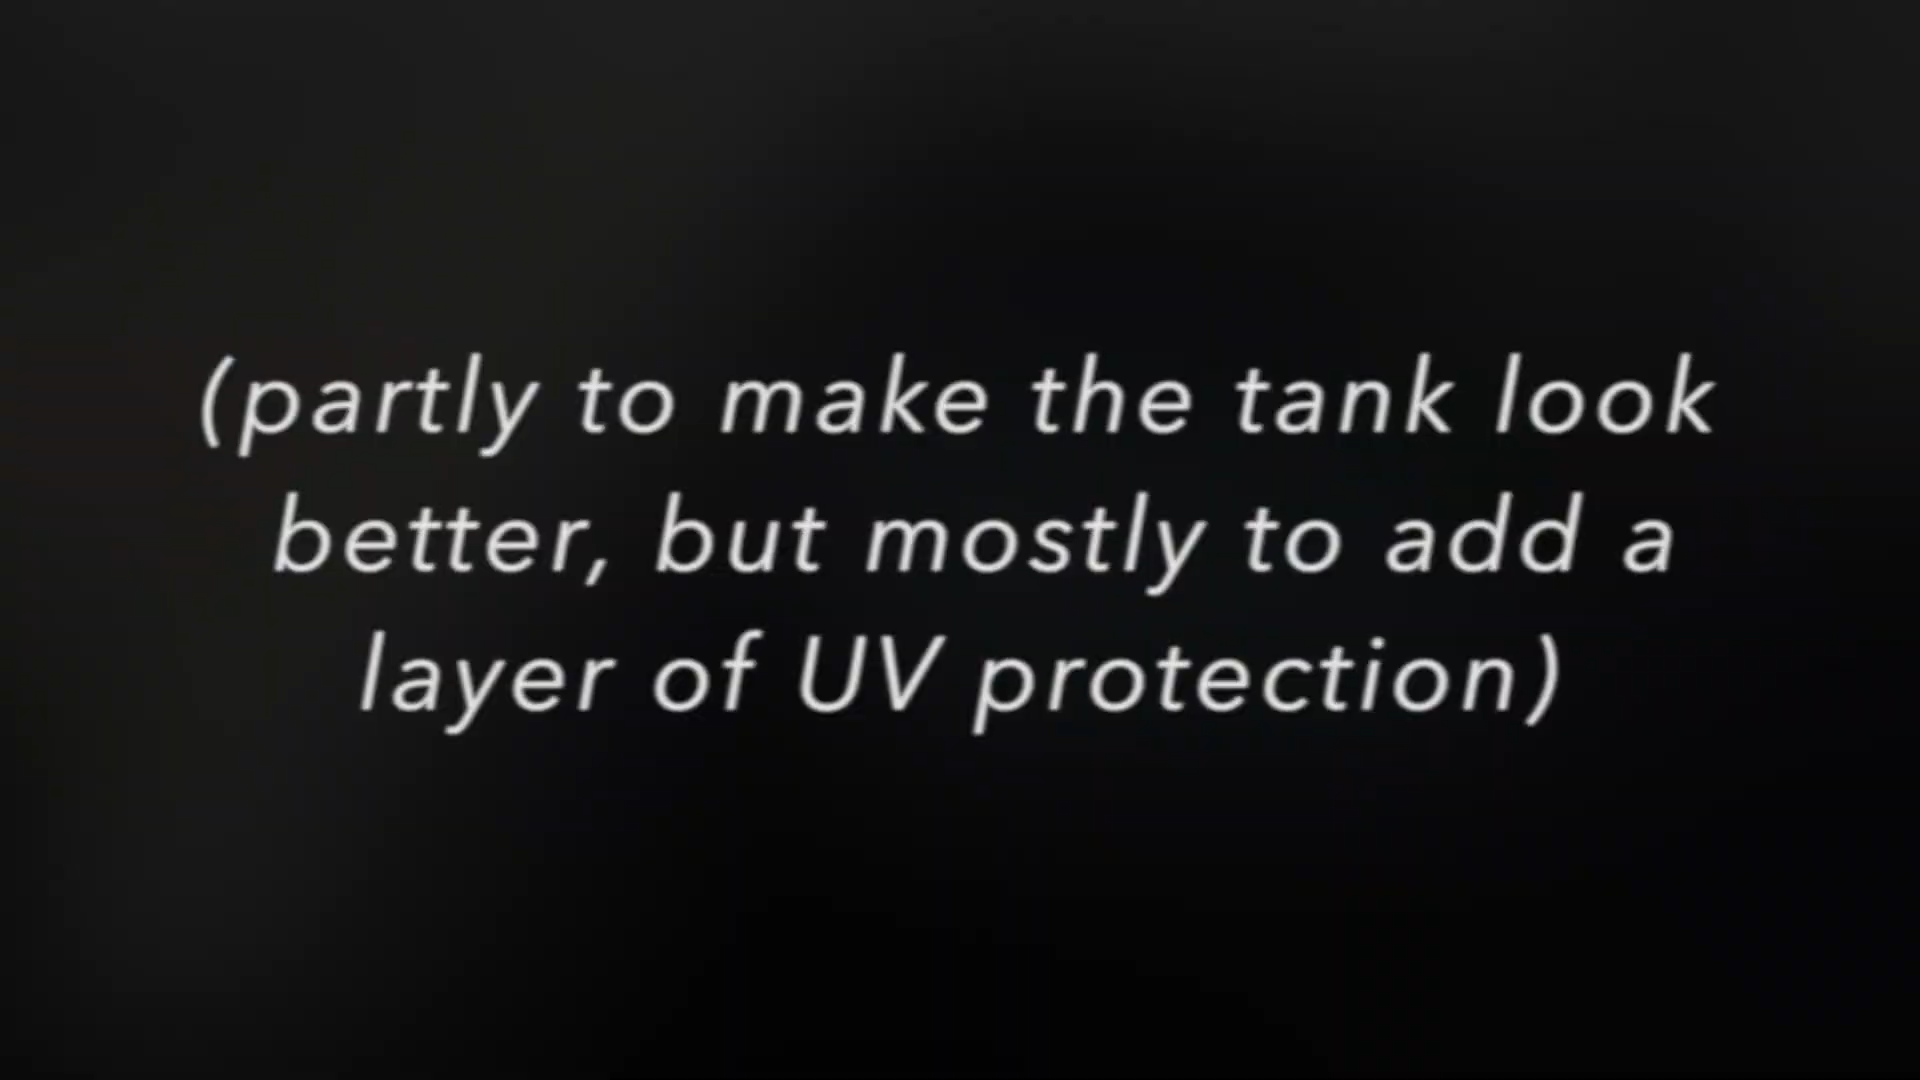 (partly to make the tank look
better, but mostly to add a
layer of UV protection)